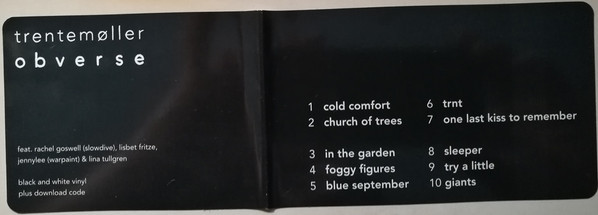 trentemøller
obverse
feat. rachel goswell (slowdive), lisbet fritze,
jennylee (warpaint) & lina tullgren
black and white vinyl
plus download code
1 cold comfort
2 church of trees
3 in the garden
4 foggy figures
5 blue september
6 trnt
7 one last kiss to remember
8 sleeper
9 try a little
10 giants